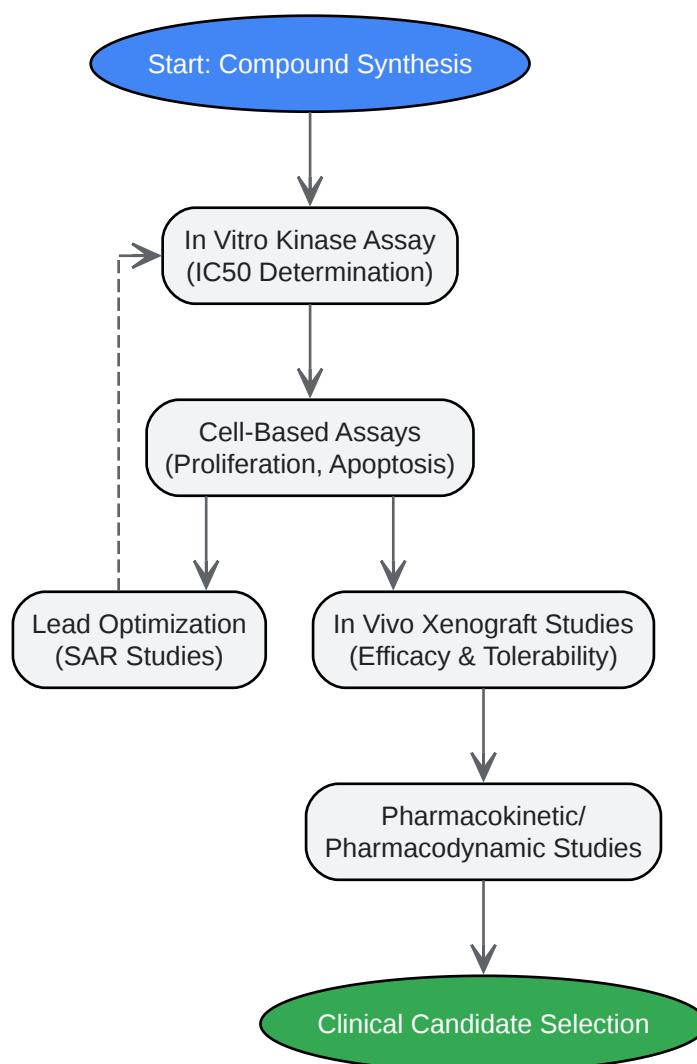 Start: Compound Synthesis
In Vitro Kinase Assay
(IC50 Determination)
Cell-Based Assays
(Proliferation, Apoptosis)
Lead Optimization
(SAR Studies)
In Vivo Xenograft Studies
(Efficacy & Tolerability)
Pharmacokinetic/
Pharmacodynamic Studies
Clinical Candidate Selection